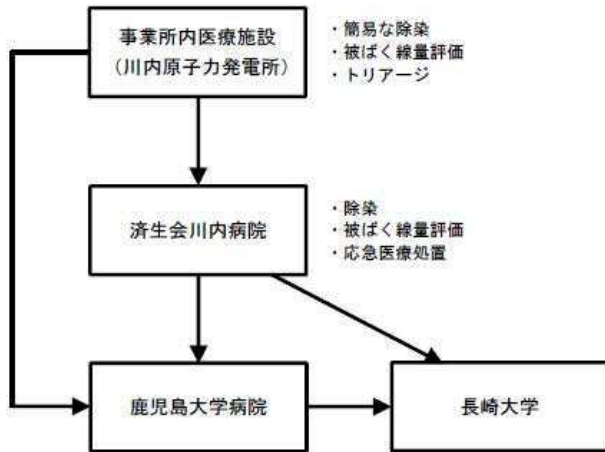 事業所内医療施設
（川内原子力発電所）
・簡易な除染
・被ばく線量評価
・トリアージ
済生会川内病院
・除染
・被ばく線量評価
・応急医療処置
鹿児島大学病院
長崎大学